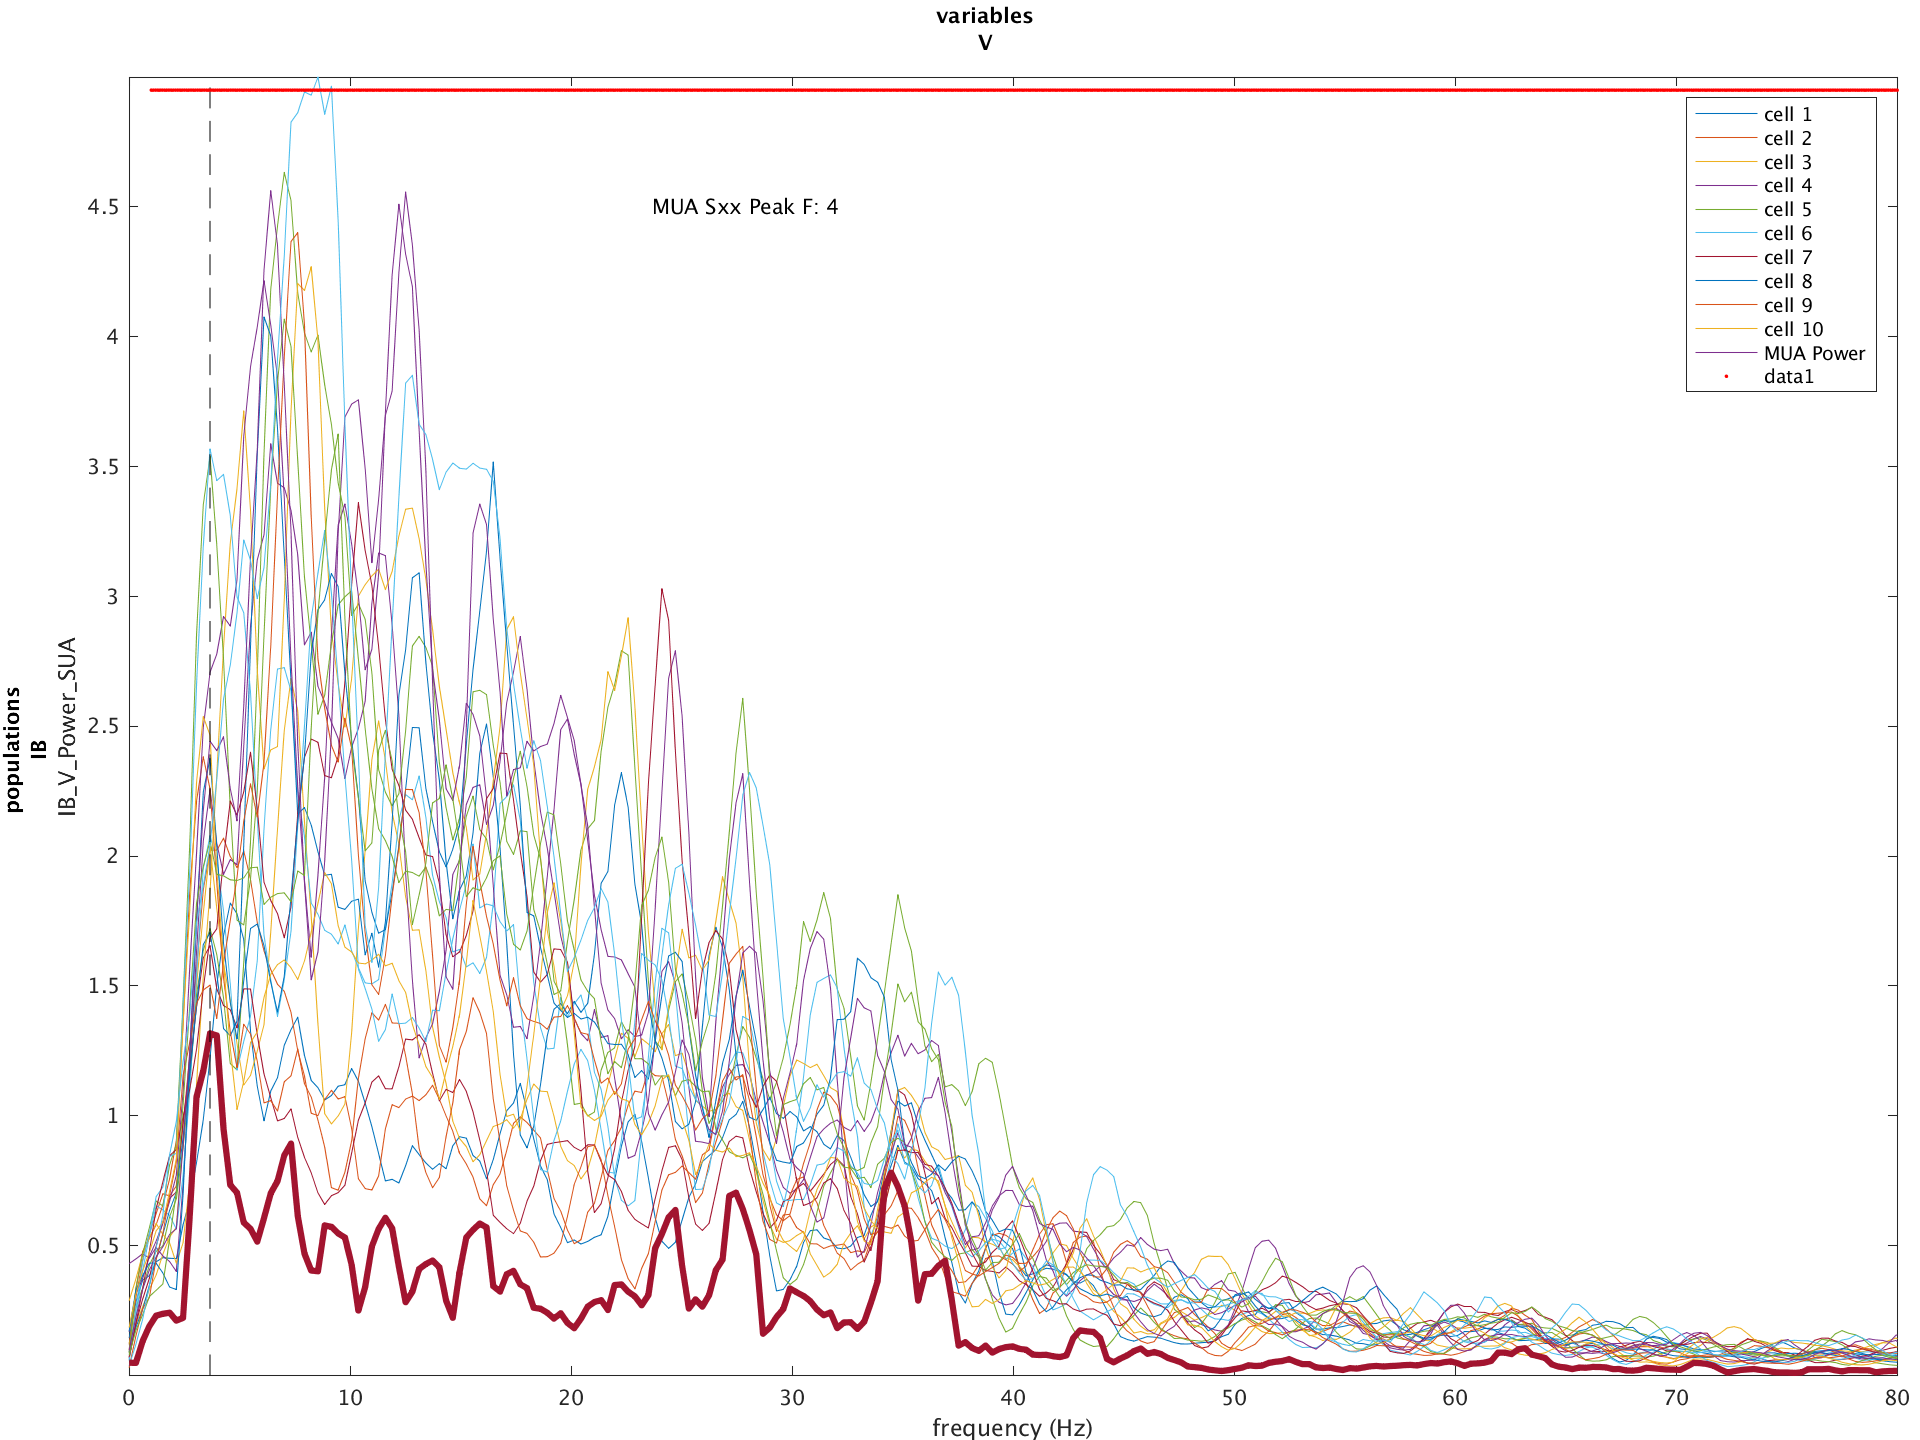 variables
V
populations
IB
IB_V_Power_SUA
4.5
4
3.5
3
2.5
2
1.5
1
0.5
MUA Sxx Peak F: 4
cell 1
cell 2
cell 3
cell 4
cell 5
cell 6
cell 7
cell 8
cell 9
cell 10
MUA Power
data1
0 10 20 30 40 50 60 70 80
frequency (Hz)